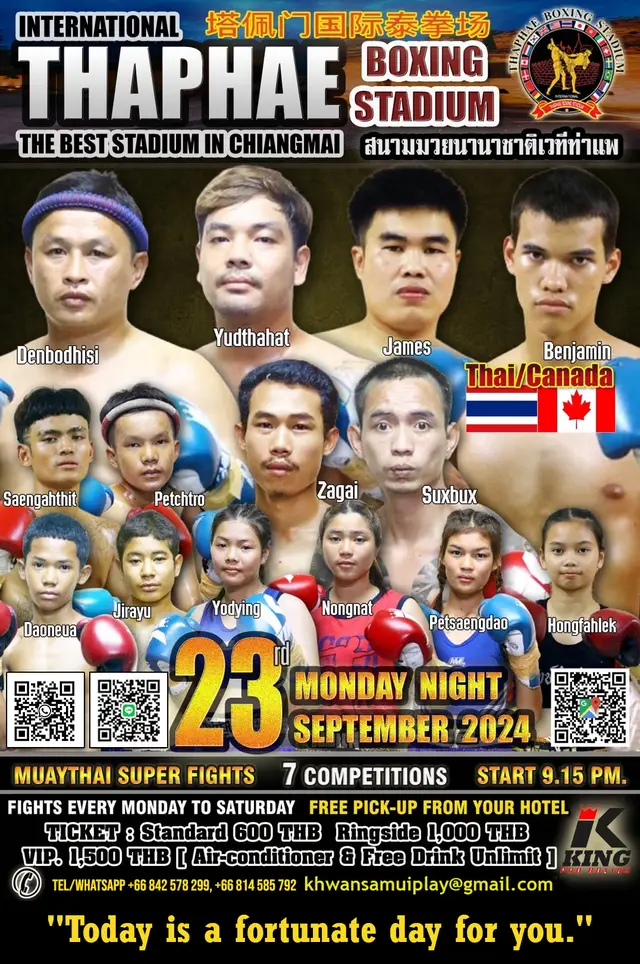 INTERNATIONAL 塔佩门国际泰拳场
THAPHAE BOXING STADIUM
THE BEST STADIUM IN CHIANGMAI
สนามมวยนานาชาติเวทีท่าแพ
THAPHAE BOXING STADIUM
INTERNATIONAL
Denbodhisi
Yudthahat
James
Benjamin
Thai/Canada
Saengahthit
Petchtro
Zagai
Suxbux
Daoneua
Jirayu
Yodying
Nongnat
Petsaengdao
Hongfahlek
23rd MONDAY NIGHT
SEPTEMBER 2024
MUAYTHAI SUPER FIGHTS 7 COMPETITIONS START 9.15 PM.
FIGHTS EVERY MONDAY TO SATURDAY FREE PICK-UP FROM YOUR HOTEL
TICKET : Standard 600 THB Ringside 1,000 THB
VIP. 1,500 THB [ Air-conditioner & Free Drink Unlimit ]
K KING
TEL/WHATSAPP +66 842 578 299, +66 814 585 792 khwansamuiplay@gmail.com
"Today is a fortunate day for you."